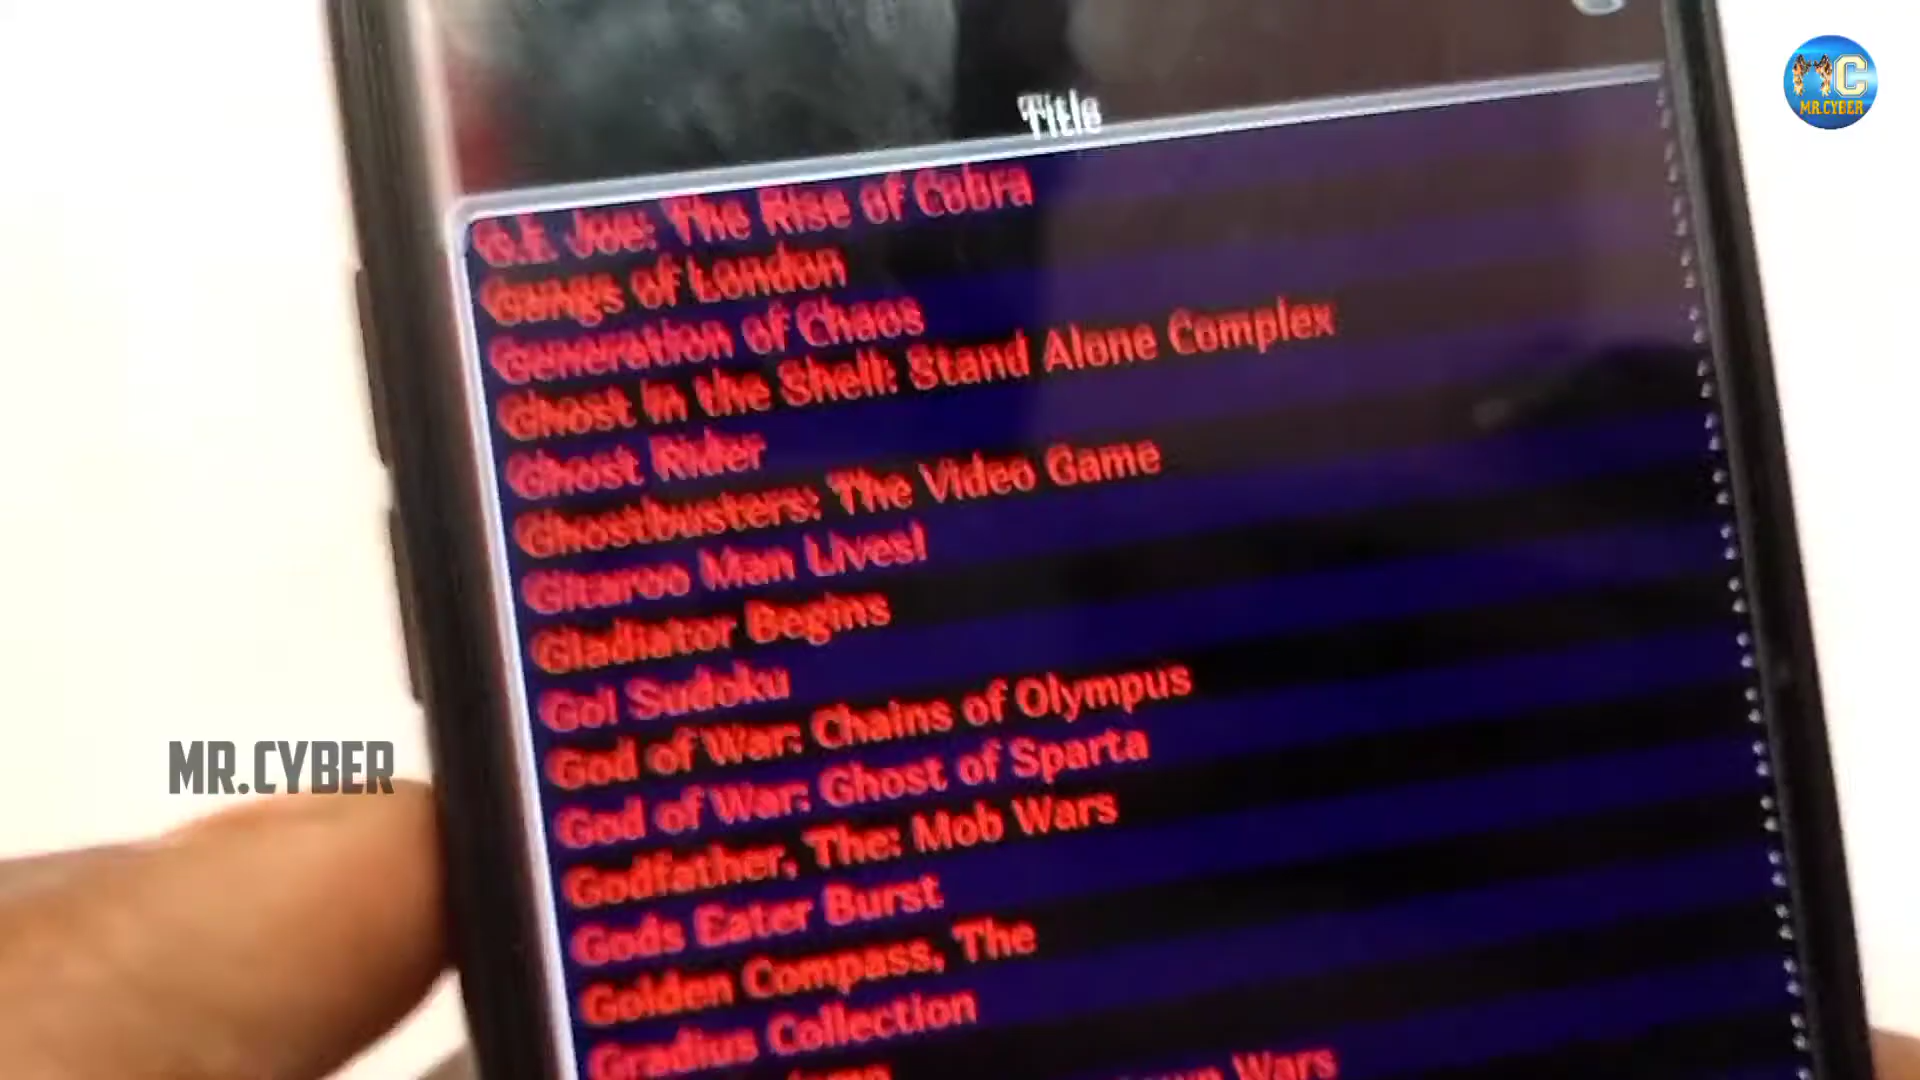 MC
MR.CYBER
Title
G.I. Joe: The Rise of Cobra
Gangs of London
Generation of Chaos
Ghost in the Shell: Stand Alone Complex
Ghost Rider
Ghostbusters: The Video Game
Gitaroo Man Lives!
Gladiator Begins
Go! Sudoku
God of War: Chains of Olympus
God of War: Ghost of Sparta
Godfather, The: Mob Wars
Gods Eater Burst
Golden Compass, The
Gradius Collection
Wars
MR.CYBER